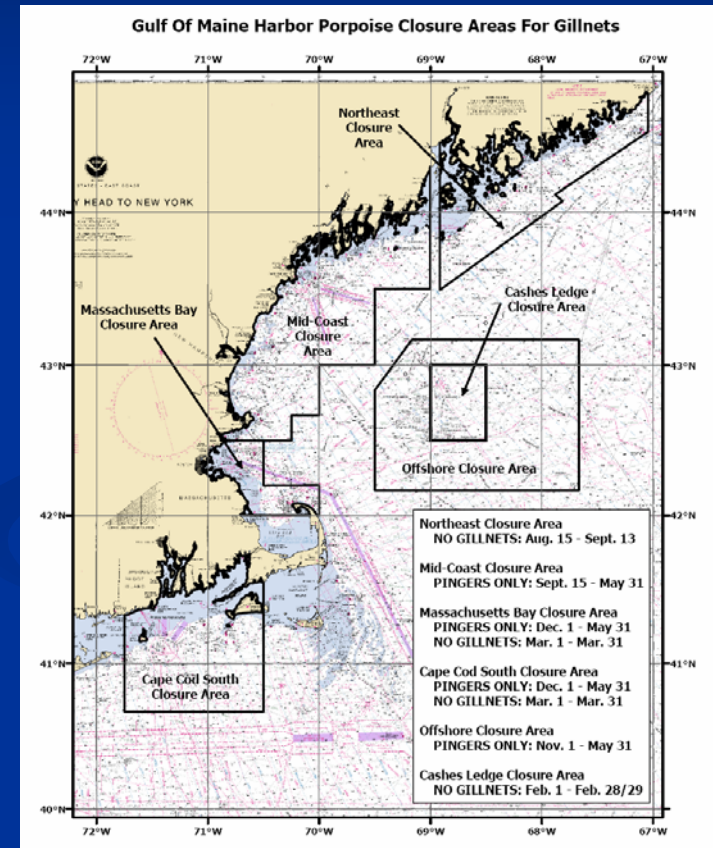 Gulf Of Maine Harbor Porpoise Closure Areas For Gillnets
72°W 71°W 70°W 69°W 68°W 67°W
Northeast
Closure
Area
Y HEAD TO NEW YORK
44°N 44°N
Cashes Ledge
Closure Area
Massachusetts Bay
Closure Area
Mid-Coast
Closure
Area
43°N 43°N
Offshore Closure Area
MASSACHUSETTS
42°N 42°N
Northeast Closure Area
NO GILLNETS: Aug. 15 - Sept. 13
Mid-Coast Closure Area
PINGERS ONLY: Sept. 15 - May 31
Massachusetts Bay Closure Area
PINGERS ONLY: Dec. 1 - May 31
NO GILLNETS: Mar. 1 - Mar. 31
41°N 41°N
Cape Cod South
Closure Area
Cape Cod South Closure Area
PINGERS ONLY: Dec. 1 - May 31
NO GILLNETS: Mar. 1 - Mar. 31
Offshore Closure Area
PINGERS ONLY: Nov. 1 - May 31
Cashes Ledge Closure Area
NO GILLNETS: Feb. 1 - Feb. 28/29
40°N 40°N
72°W 71°W 70°W 69°W 68°W 67°W